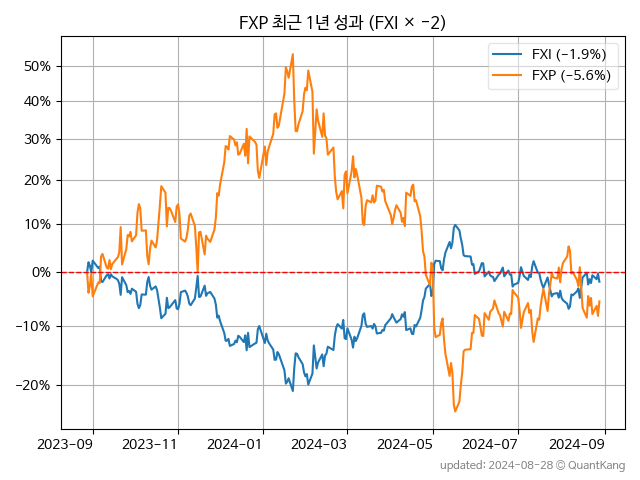 FXP 최근 1년 성과 (FXI × −2)
FXI (−1.9%)
FXP (−5.6%)
50%
40%
30%
20%
10%
0%
−10%
−20%
2023-09 2023-11 2024-01 2024-03 2024-05 2024-07 2024-09
updated: 2024-08-28 © QuantKang